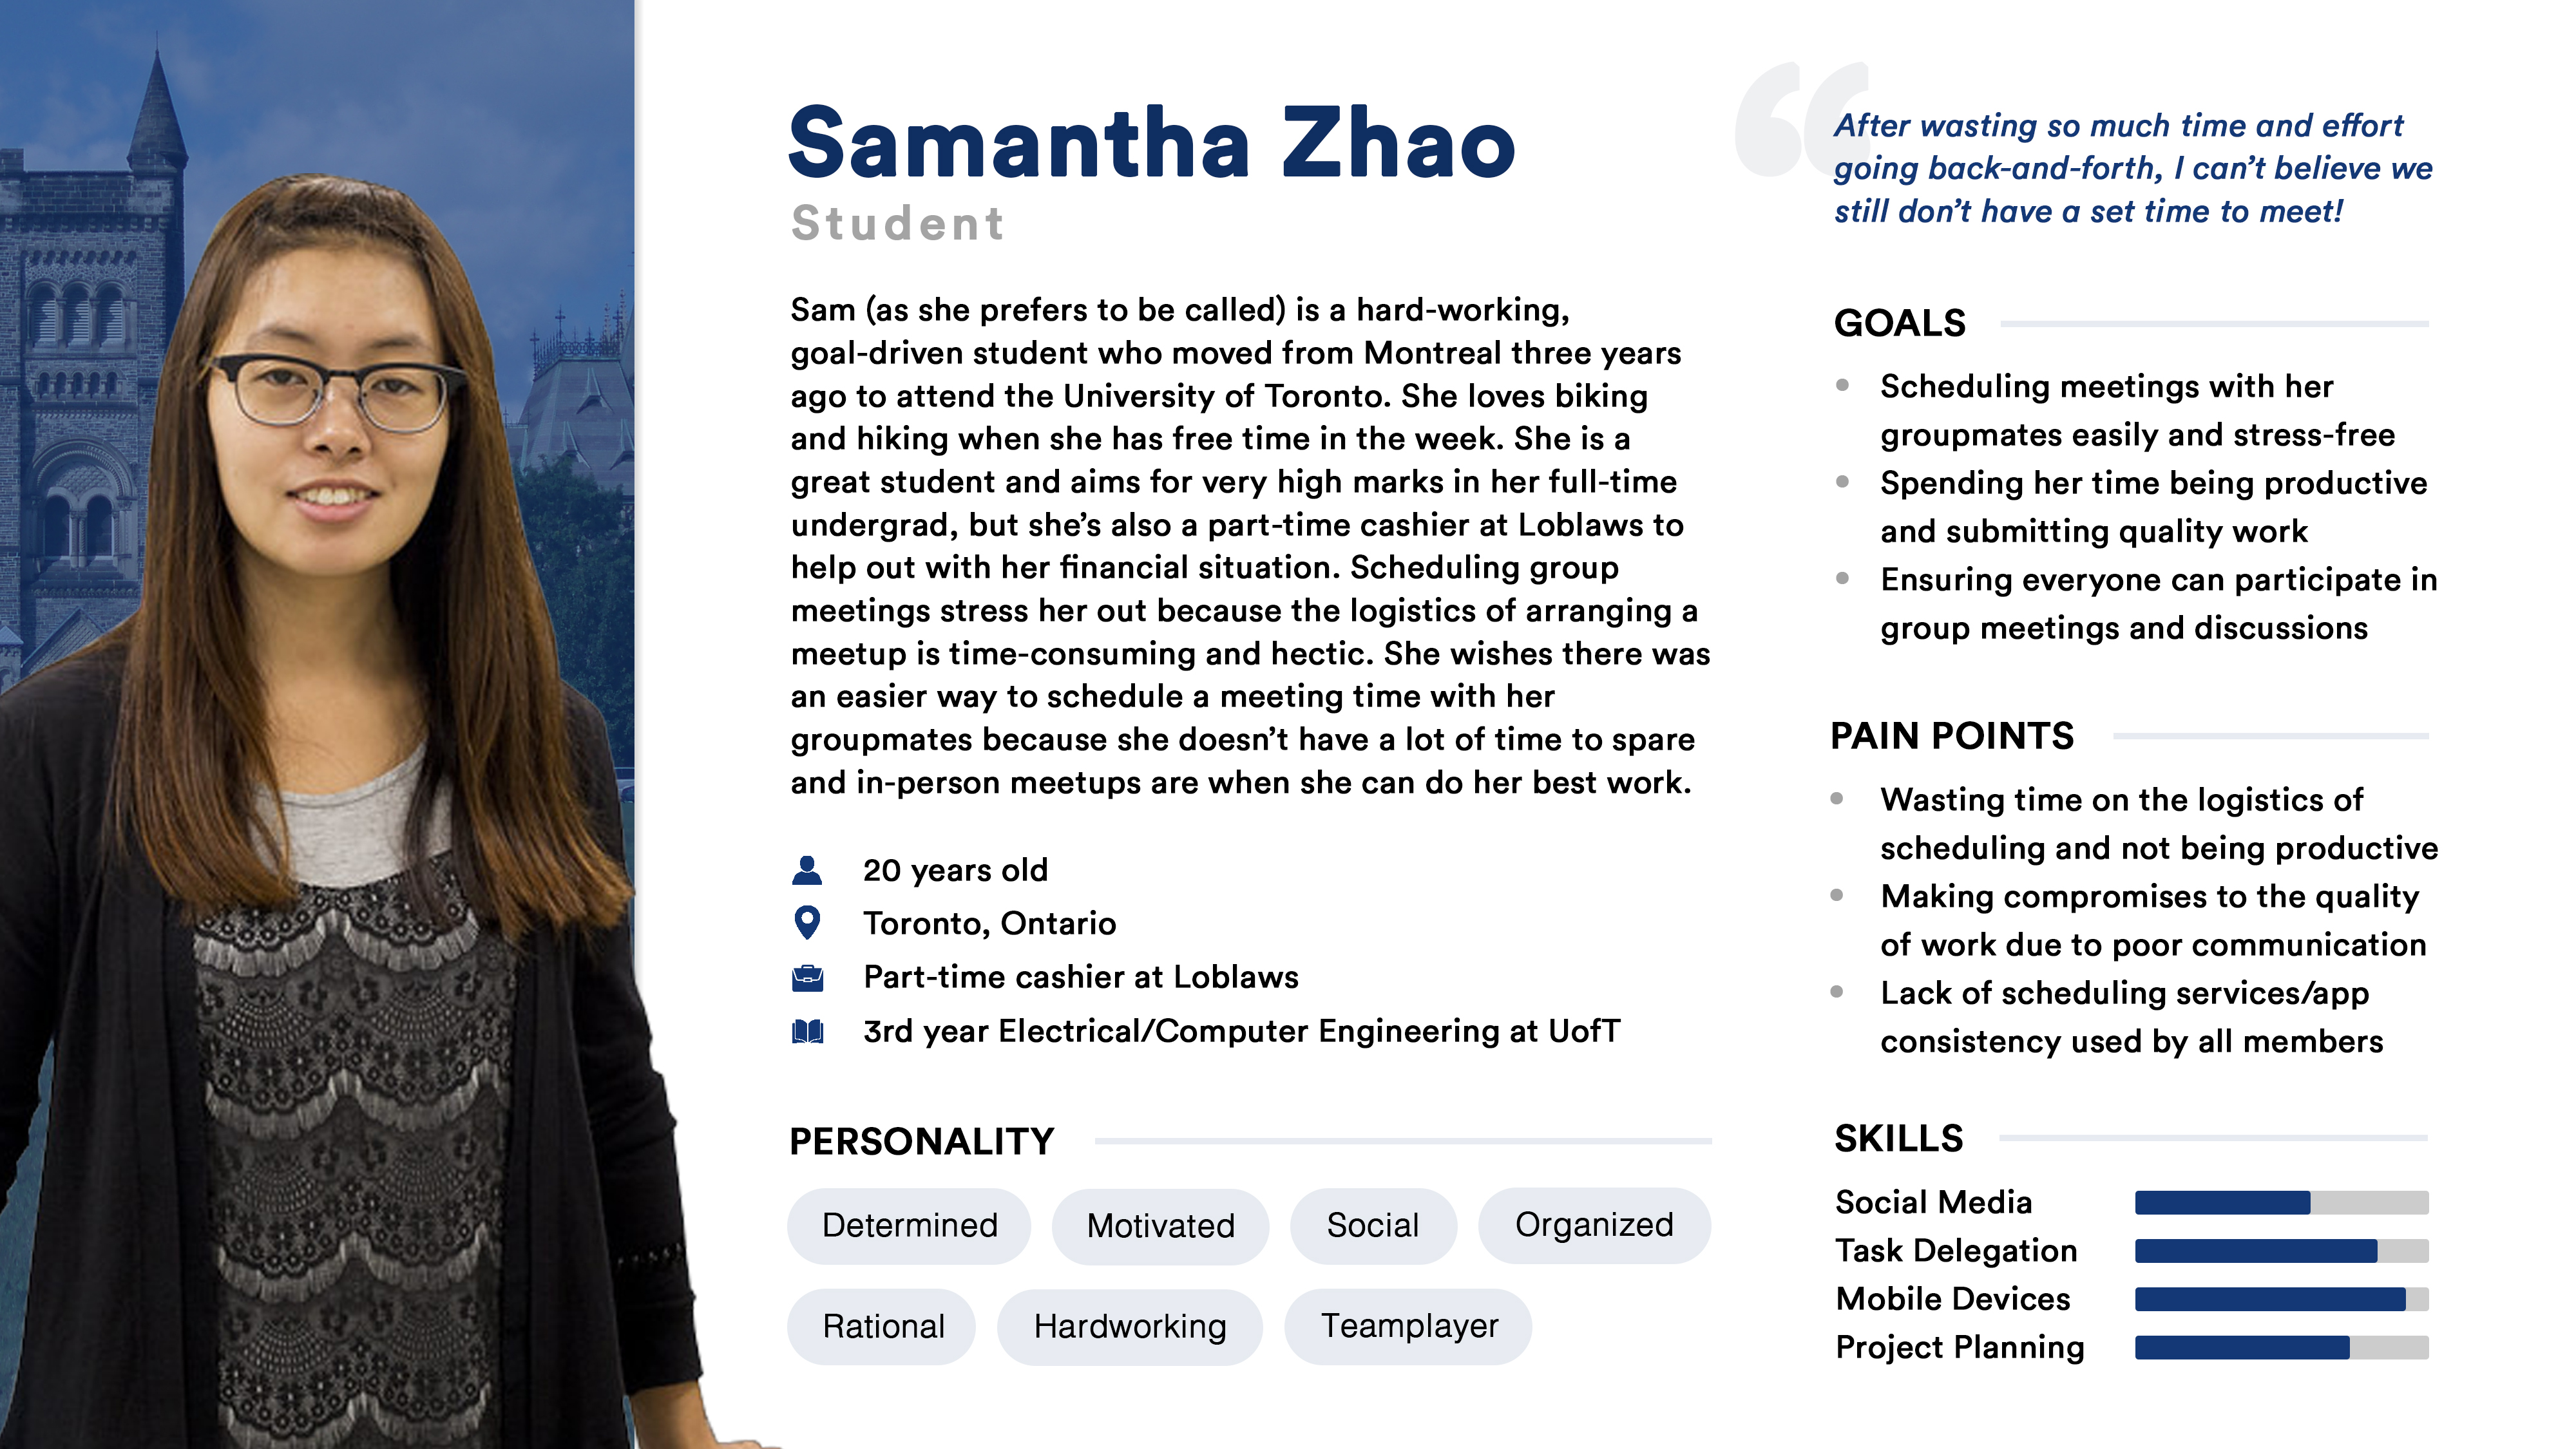 Samantha Zhao
Student
Sam (as she prefers to be called) is a hard-working,
goal-driven student who moved from Montreal three years
ago to attend the University of Toronto. She loves biking
and hiking when she has free time in the week. She is a
great student and aims for very high marks in her full-time
undergrad, but she’s also a part-time cashier at Loblaws to
help out with her financial situation. Scheduling group
meetings stress her out because the logistics of arranging a
meetup is time-consuming and hectic. She wishes there was
an easier way to schedule a meeting time with her
groupmates because she doesn’t have a lot of time to spare
and in-person meetups are when she can do her best work.
20 years old
Toronto, Ontario
Part-time cashier at Loblaws
3rd year Electrical/Computer Engineering at UofT
PERSONALITY
Determined
Motivated
Social
Organized
Rational
Hardworking
Teamplayer
“
After wasting so much time and effort
going back-and-forth, I can’t believe we
still don’t have a set time to meet!
GOALS
Scheduling meetings with her
groupmates easily and stress-free
Spending her time being productive
and submitting quality work
Ensuring everyone can participate in
group meetings and discussions
PAIN POINTS
Wasting time on the logistics of
scheduling and not being productive
Making compromises to the quality
of work due to poor communication
Lack of scheduling services/app
consistency used by all members
SKILLS
Social Media
Task Delegation
Mobile Devices
Project Planning